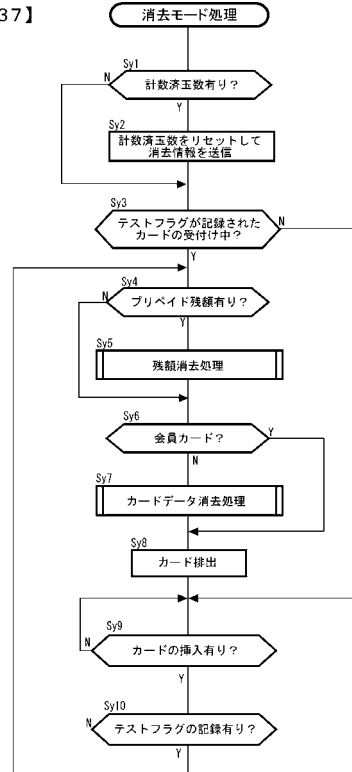 37】
消去モード処理
Sy1
N
計数済玉数有り？
Y
Sy2
計数済玉数をリセットして
消去情報を送信
Sy3
テストフラグが記録された
カードの受付け中？
N
Y
Sy4
N
プリペイド残額有り？
Y
Sy5
残額消去処理
Sy6
会員カード？
Y
N
Sy7
カードデータ消去処理
Sy8
カード排出
Sy9
カードの挿入有り？
N
Y
Sy10
N
テストフラグの記録有り？
Y